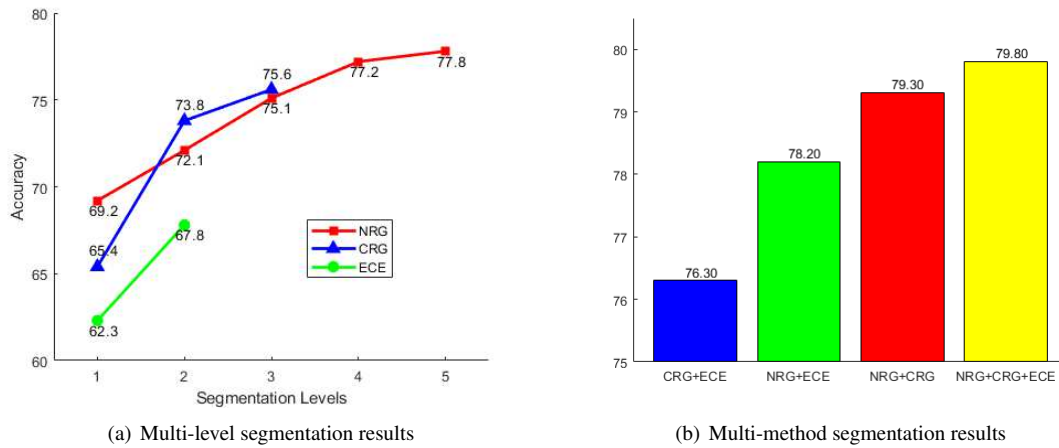 80
75
70
65
60
Accuracy
69.2
72.1
75.1
77.2
77.8
65.4
73.8
75.6
62.3
67.8
NRG
CRG
ECE
1 2 3 4 5
Segmentation Levels
(a) Multi-level segmentation results
80
79
78
77
76
75
76.30
78.20
79.30
79.80
CRG+ECE NRG+ECE NRG+CRG NRG+CRG+ECE
(b) Multi-method segmentation results